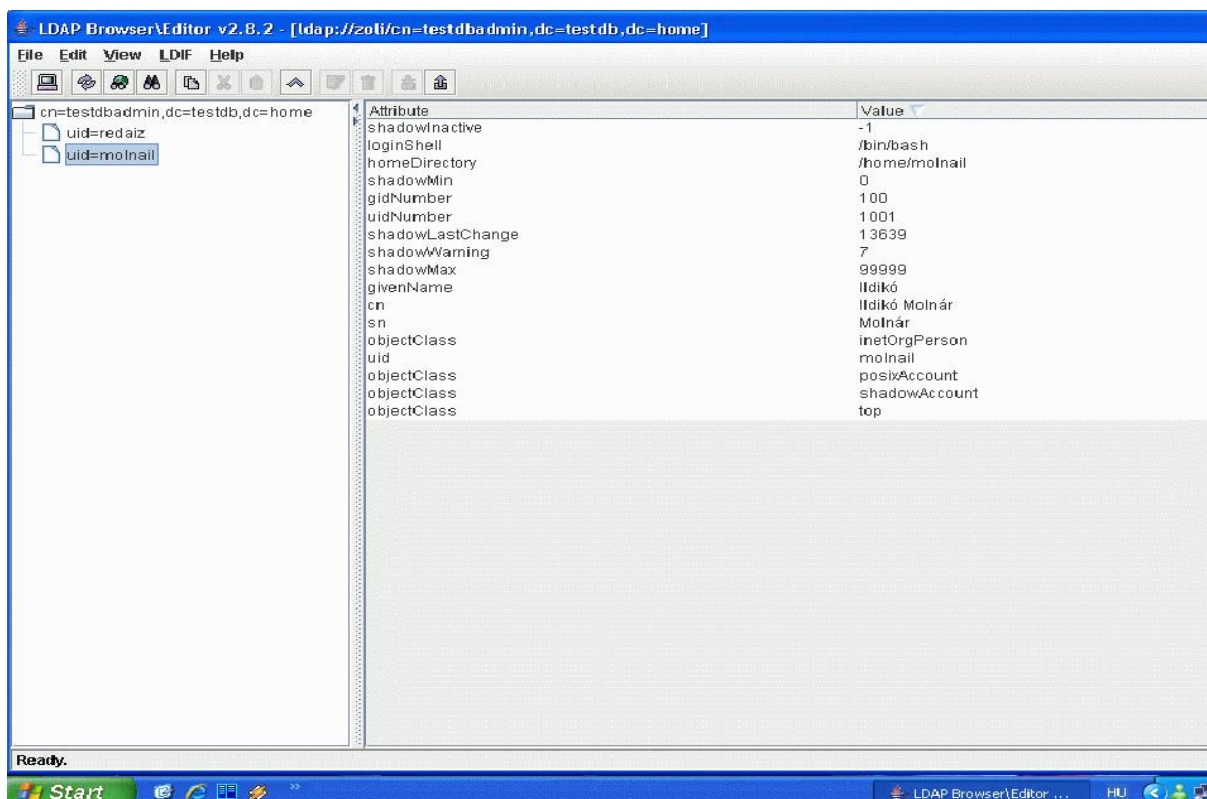 LDAP Browser\Editor v2.8.2 - [ldap://zoli/cn=testdbadmin,dc=testdb,dc=home]
File Edit View LDIF Help
cn=testdbadmin,dc=testdb,dc=home
uid=redaiz
uid=molnail
Attribute Value
shadowInactive -1
loginShell /bin/bash
homeDirectory /home/molnail
shadowMin 0
gidNumber 100
uidNumber 1001
shadowLastChange 13639
shadowWarning 7
shadowMax 99999
givenName Ildikó
cn Ildikó Molnár
sn Molnár
objectClass inetOrgPerson
uid molnail
objectClass posixAccount
objectClass shadowAccount
objectClass top
Ready.
Start LDAP Browser\Editor ... HU